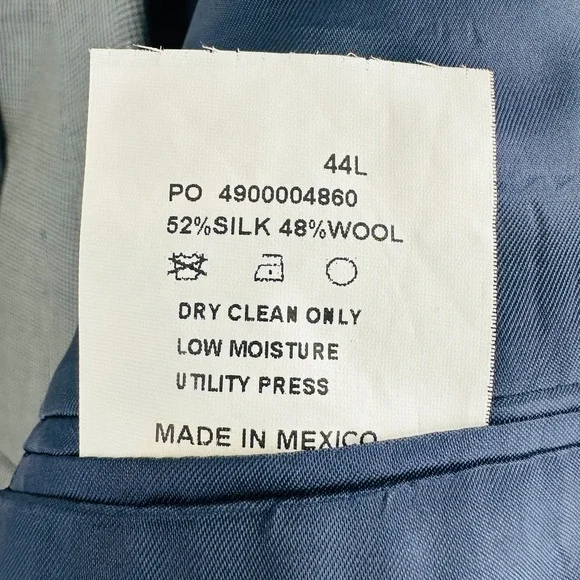 44L
PO 4900004860
52%SILK 48%WOOL
DRY CLEAN ONLY
LOW MOISTURE
UTILITY PRESS
MADE IN MEXICO